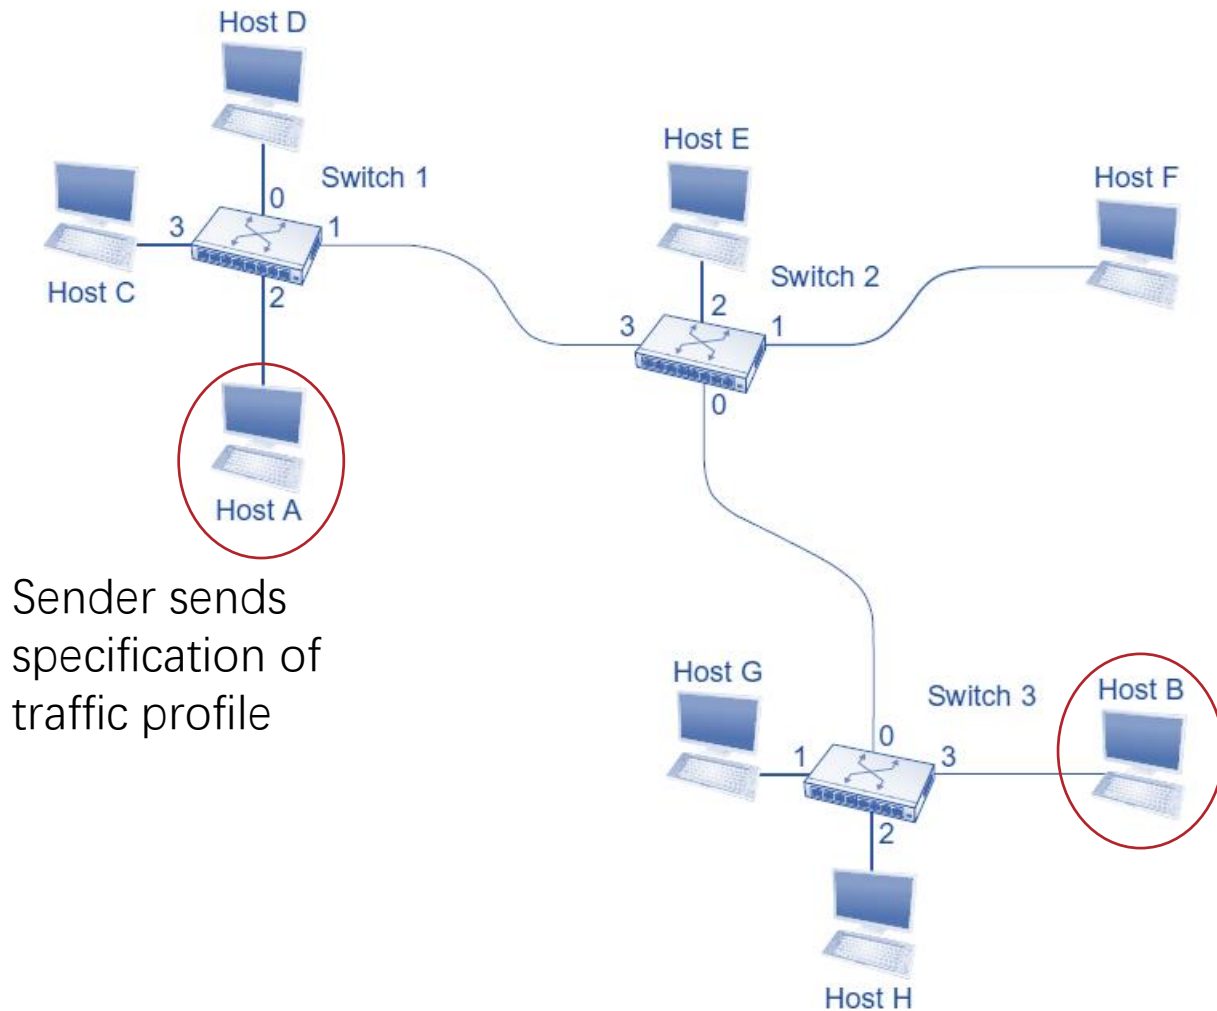 Host D
Switch 1
0
3
1
Host C
2
Host A
Sender sends
specification of
traffic profile
Host E
Switch 2
Host F
2
3
1
0
Host G
Switch 3
Host B
0
1
3
2
Host H